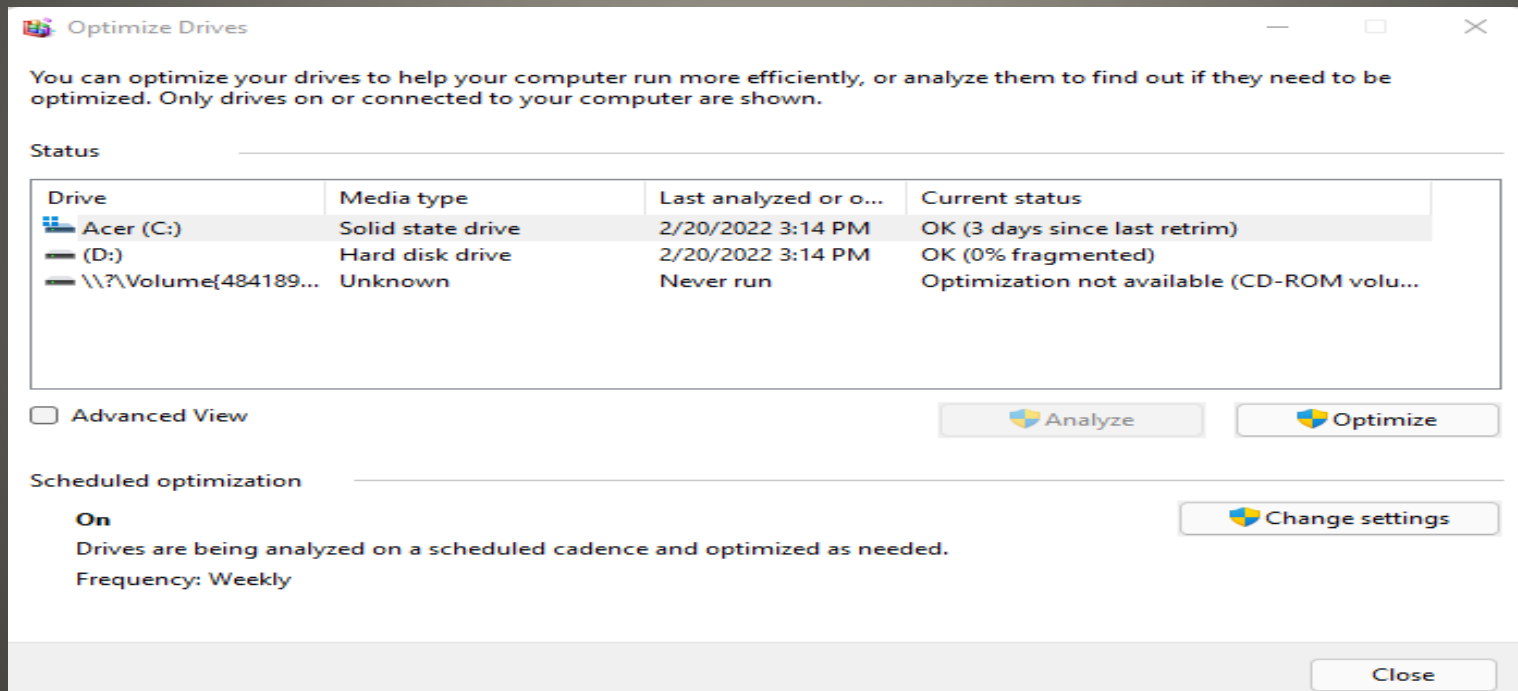 Optimize Drives
You can optimize your drives to help your computer run more efficiently, or analyze them to find out if they need to be
optimized. Only drives on or connected to your computer are shown.
Status
Drive Media type Last analyzed or o... Current status
Acer (C:) Solid state drive 2/20/2022 3:14 PM OK (3 days since last retrim)
(D:) Hard disk drive 2/20/2022 3:14 PM OK (0% fragmented)
\\?\Volume{484189... Unknown Never run Optimization not available (CD-ROM volu...
Advanced View Analyze Optimize
Scheduled optimization
On Change settings
Drives are being analyzed on a scheduled cadence and optimized as needed.
Frequency: Weekly
Close